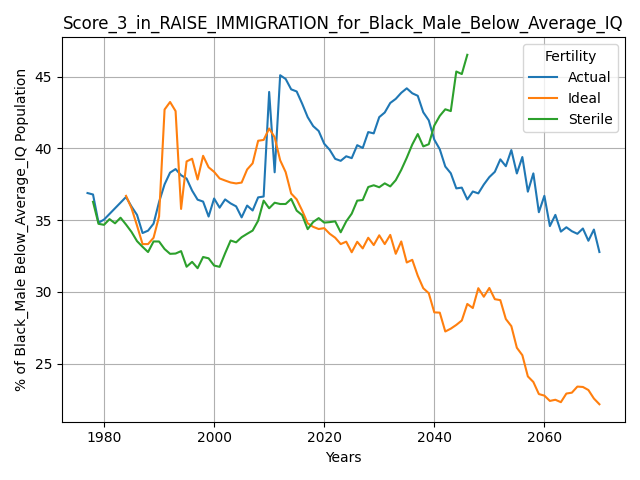 Score_3_in_RAISE_IMMIGRATION_for_Black_Male_Below_Average_IQ
% of Black_Male Below_Average_IQ Population
45
40
35
30
25
Fertility
Actual
Ideal
Sterile
1980
2000
2020
2040
2060
Years